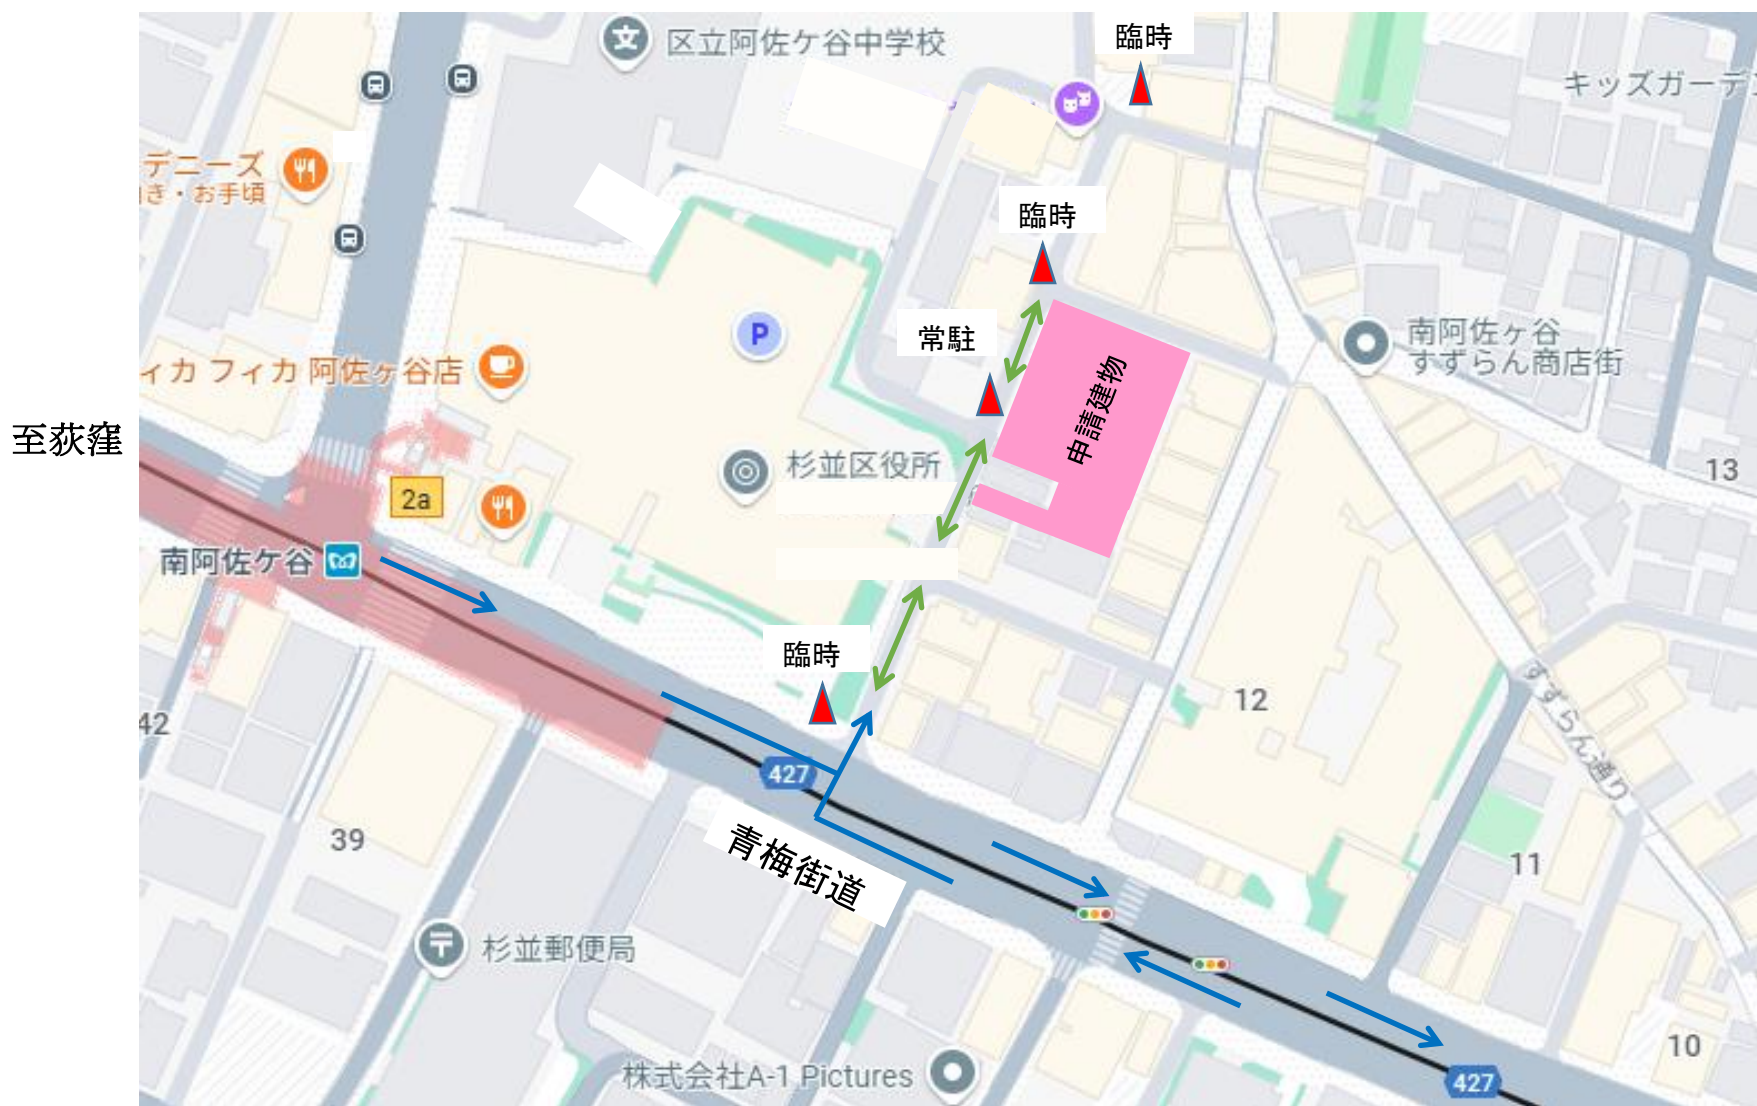 区立阿佐ケ谷中学校
臨時
キッズガーデン
デニーズ
き・お手頃
臨時
P
常駐
南阿佐ヶ谷
すずらん商店街
ィカ フィカ 阿佐ヶ谷店
申請建物
至荻窪
杉並区役所
13
2a
南阿佐ケ谷
臨時
12
42
すずらん通り
427
青梅街道
39
11
杉並郵便局
10
株式会社A-1 Pictures
427